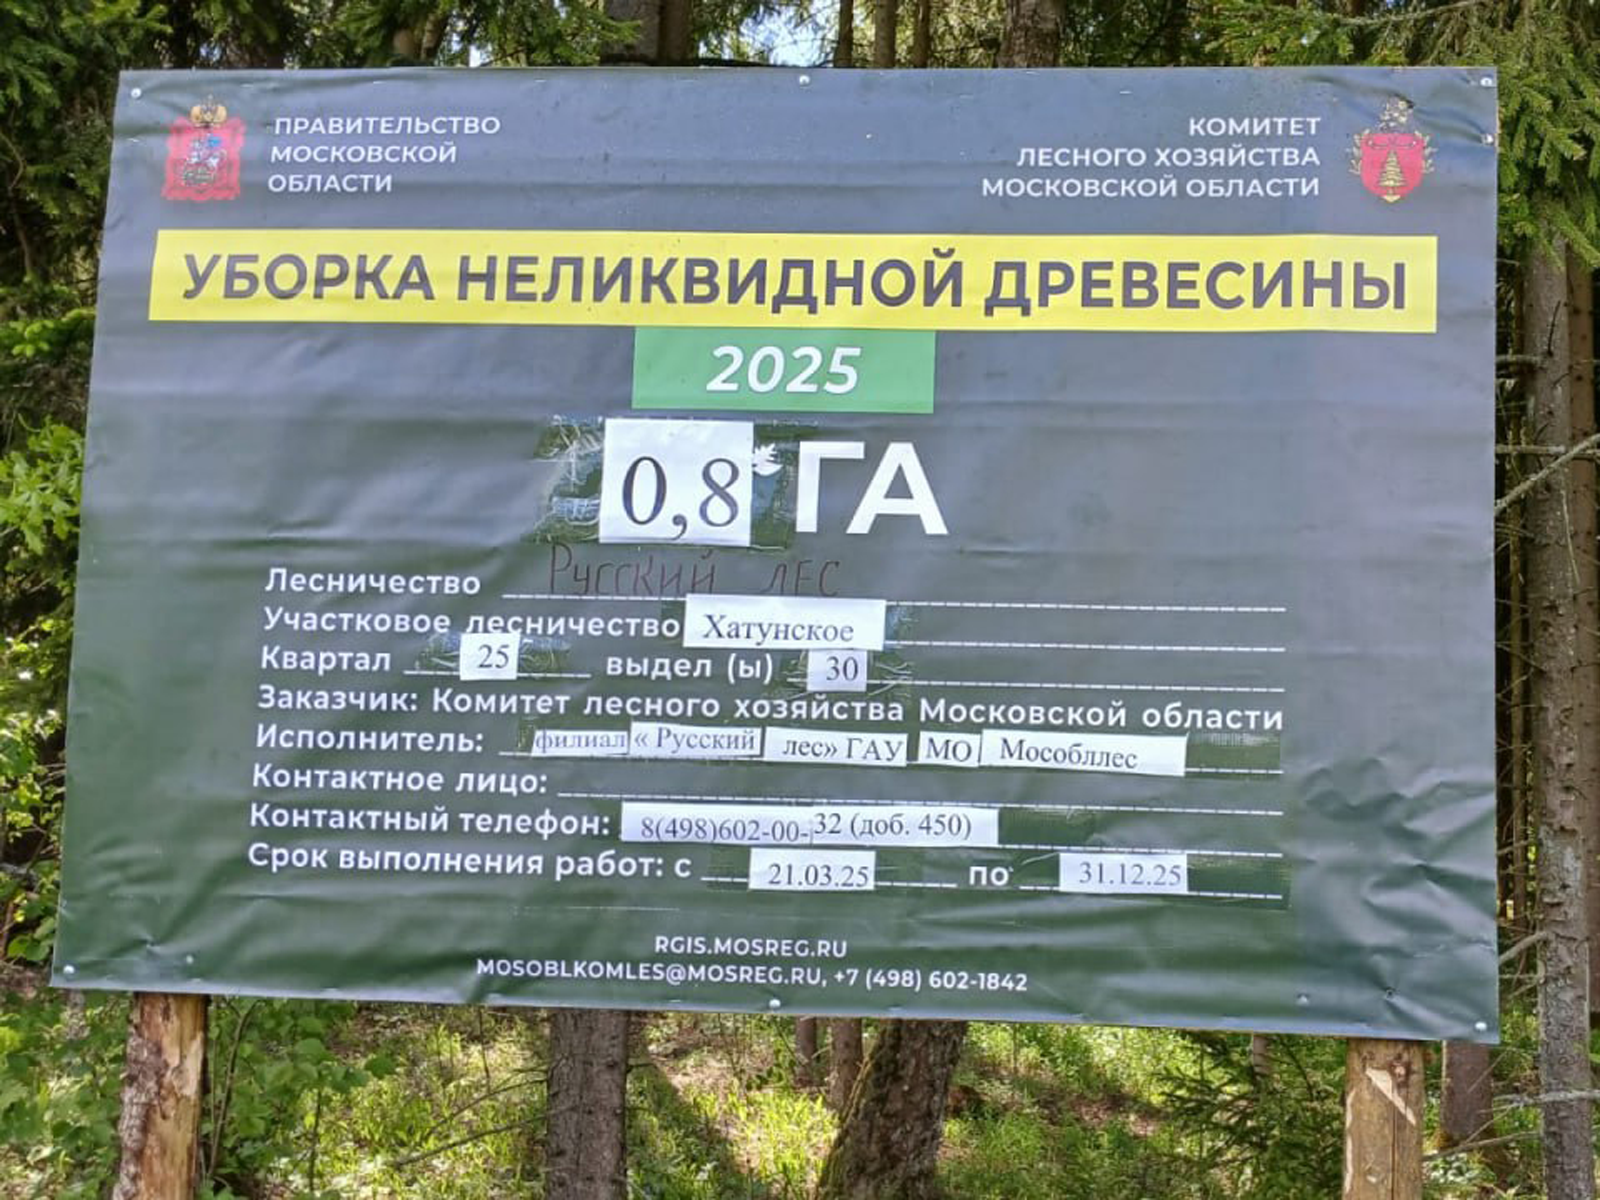 ПРАВИТЕЛЬСТВО
МОСКОВСКОЙ
ОБЛАСТИ
КОМИТЕТ
ЛЕСНОГО ХОЗЯЙСТВА
МОСКОВСКОЙ ОБЛАСТИ
УБОРКА НЕЛИКВИДНОЙ ДРЕВЕСИНЫ
2025
0,8 ГА
Лесничество Русский лес
Участковое лесничество Хатунское
Квартал 25 выдел (ы) 30
Заказчик: Комитет лесного хозяйства Московской области
Исполнитель: филиал « Русский лес» ГАУ МО Мособллес
Контактное лицо:
Контактный телефон: 8(498)602-00-32 (доб. 450)
Срок выполнения работ: с 21.03.25 по 31.12.25
RGIS.MOSREG.RU
MOSOBLKOMLES@MOSREG.RU, +7 (498) 602-1842